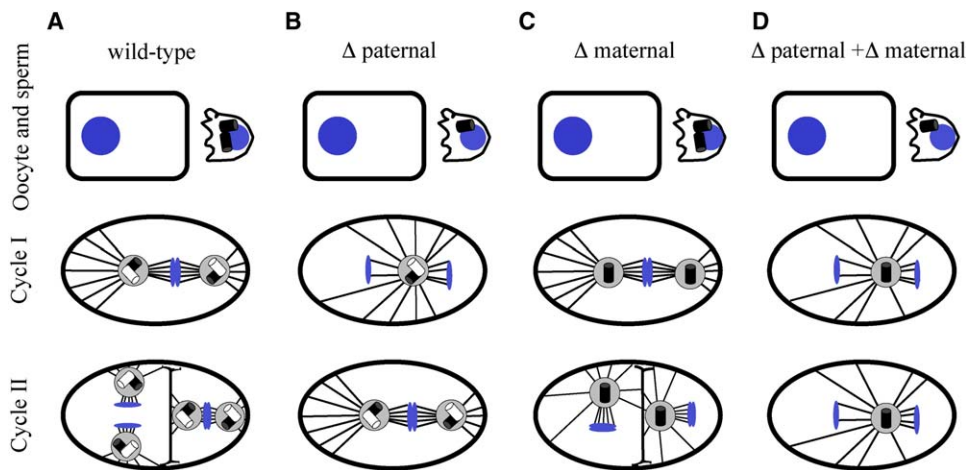 A
B
C
D
wild-type
Δ paternal
Δ maternal
Δ paternal +Δ maternal
Oocyte and sperm
Cycle I
Cycle II